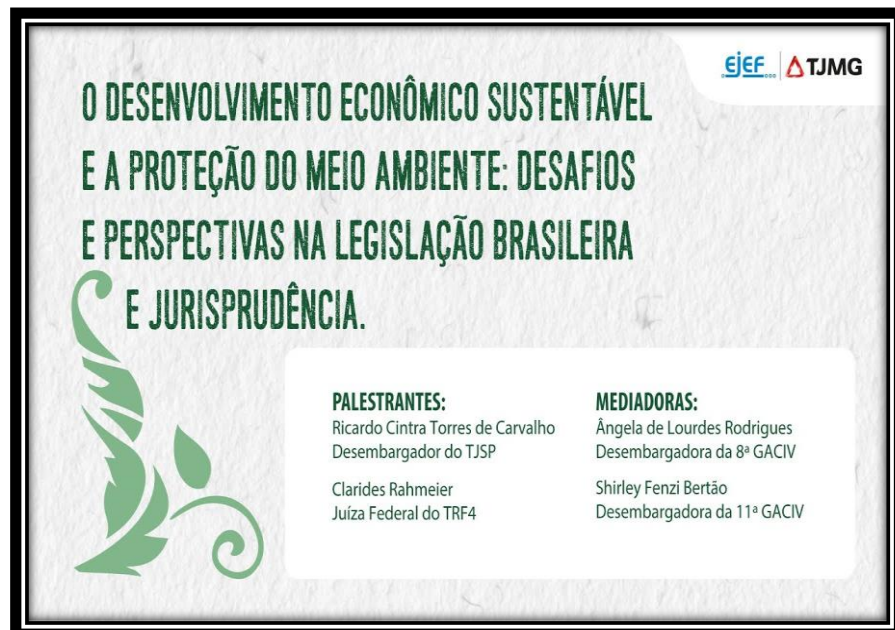 EJEF TJMG
O DESENVOLVIMENTO ECONÔMICO SUSTENTÁVEL
E A PROTEÇÃO DO MEIO AMBIENTE: DESAFIOS
E PERSPECTIVAS NA LEGISLAÇÃO BRASILEIRA
E JURISPRUDÊNCIA.
PALESTRANTES:
Ricardo Cintra Torres de Carvalho
Desembargador do TJSP
Clarides Rahmeier
Juíza Federal do TRF4
MEDIADORAS:
Ângela de Lourdes Rodrigues
Desembargadora da 8ª GACIV
Shirley Fenzi Bertão
Desembargadora da 11ª GACIV